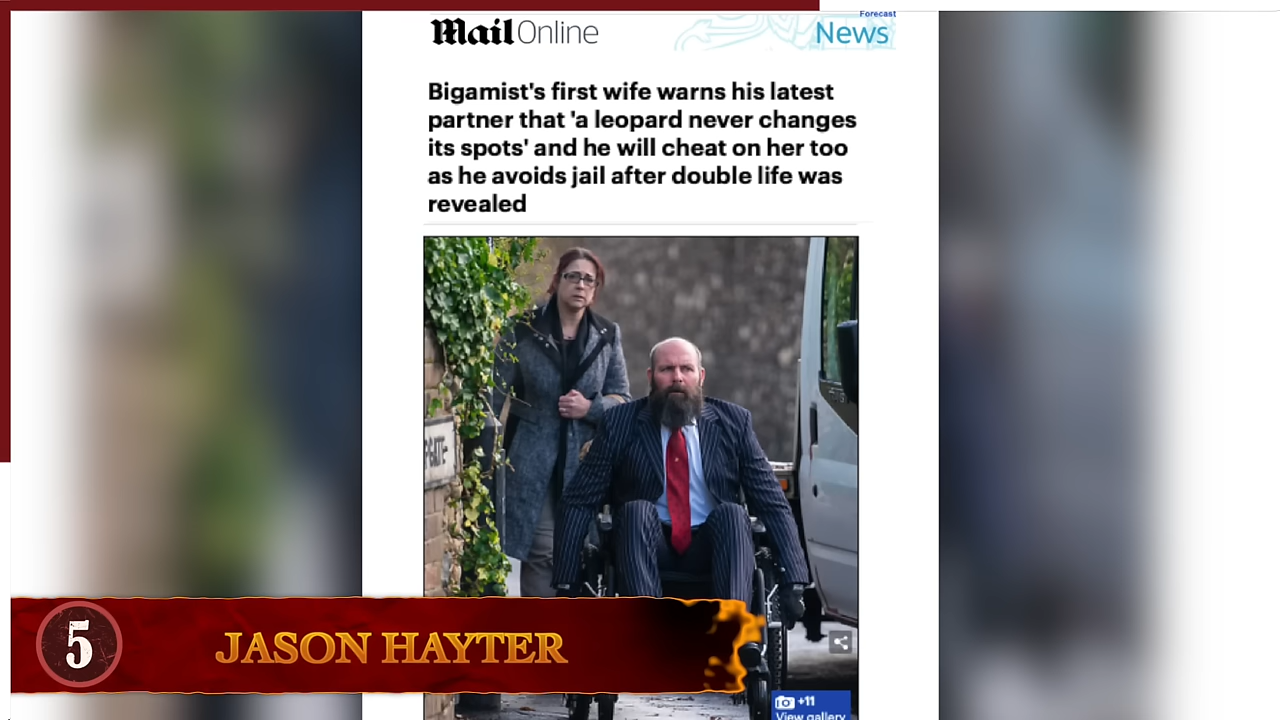 Forecast
Mail Online
News
Bigamist's first wife warns his latest
partner that 'a leopard never changes
its spots' and he will cheat on her too
as he avoids jail after double life was
revealed
GATE
5
JASON HAYTER
+11
View gallery